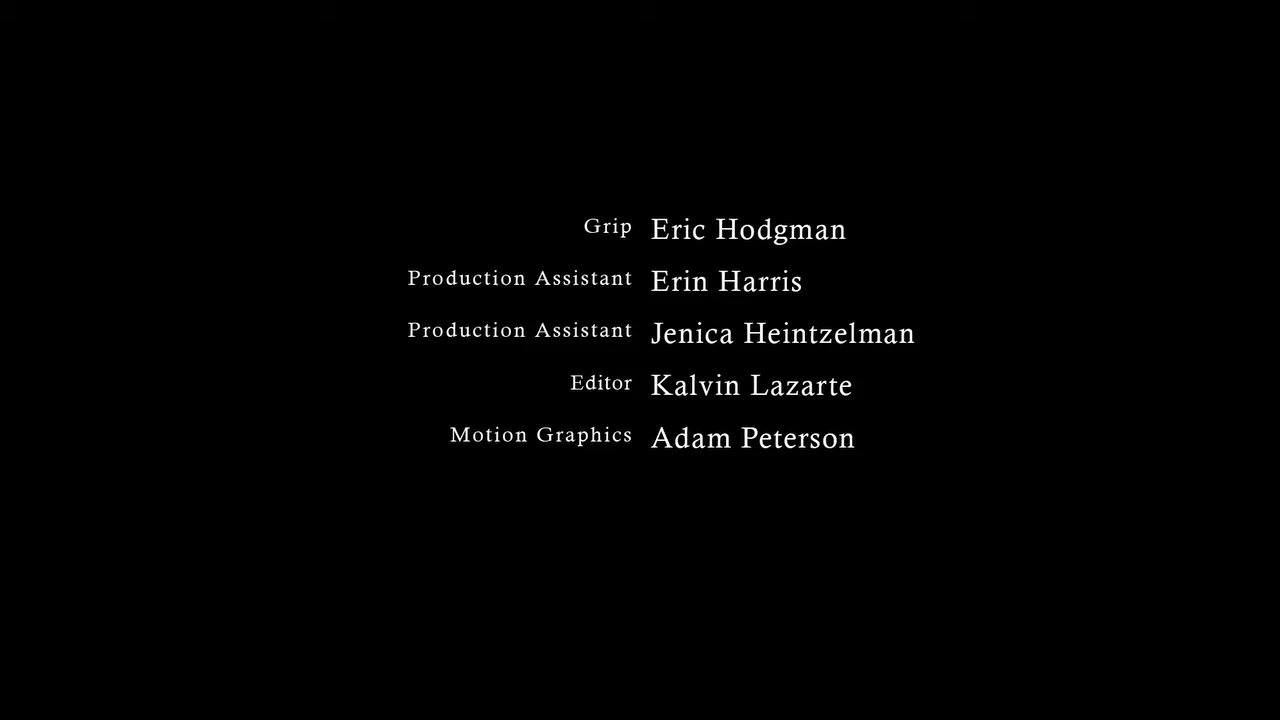 Grip Eric Hodgman
Production Assistant Erin Harris
Production Assistant Jenica Heintzelman
Editor Kalvin Lazarte
Motion Graphics Adam Peterson